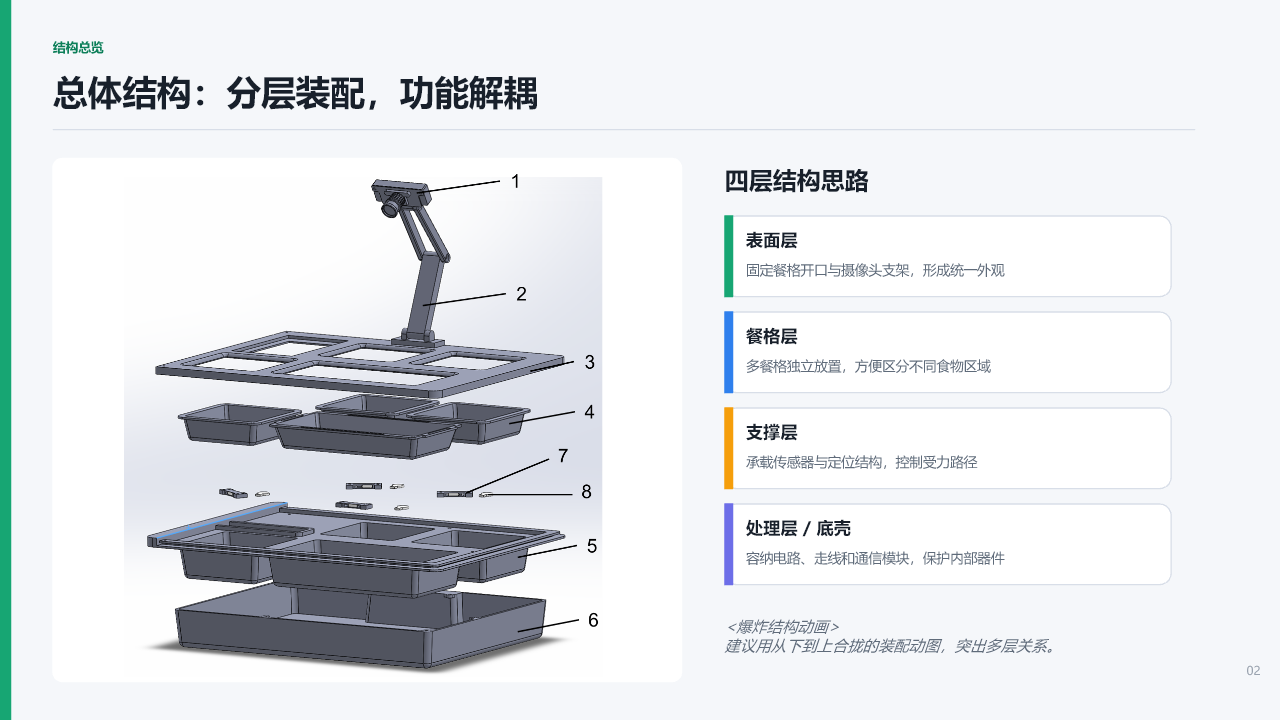 结构总览
总体结构：分层装配，功能解耦
1
2
3
4
7
8
5
6
四层结构思路
表面层
固定餐格开口与摄像头支架，形成统一外观
餐格层
多餐格独立放置，方便区分不同食物区域
支撑层
承载传感器与定位结构，控制受力路径
处理层 / 底壳
容纳电路、走线和通信模块，保护内部器件
<爆炸结构动画>
建议用从下到上合拢的装配动图，突出多层关系。
02